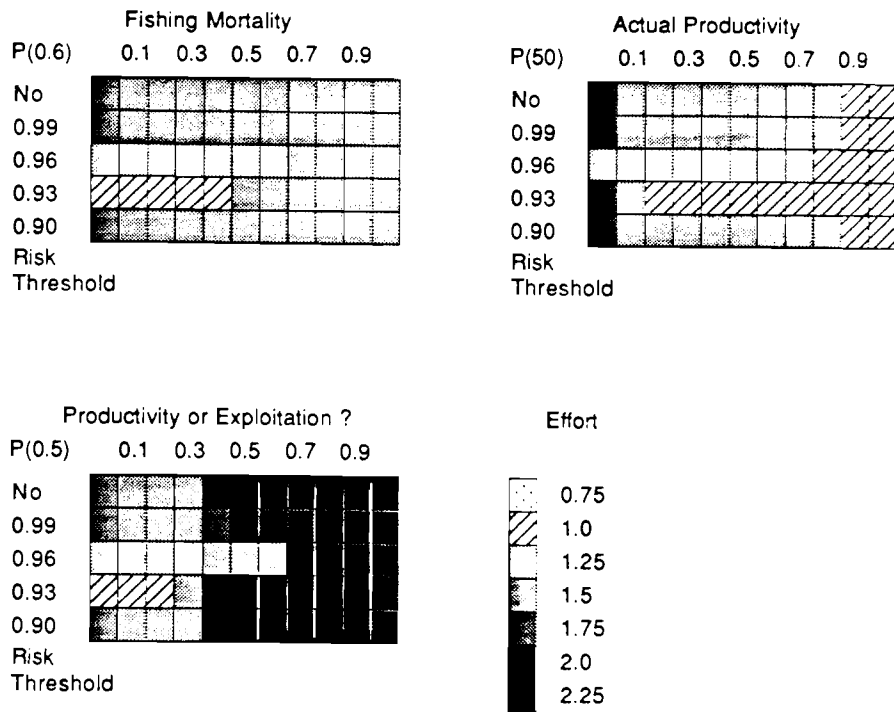 Fishing Mortality
P(0.6) 0.1 0.3 0.5 0.7 0.9
No
0.99
0.96
0.93
0.90
Risk
Threshold
Actual Productivity
P(50) 0.1 0.3 0.5 0.7 0.9
No
0.99
0.96
0.93
0.90
Risk
Threshold
Productivity or Exploitation ?
P(0.5) 0.1 0.3 0.5 0.7 0.9
No
0.99
0.96
0.93
0.90
Risk
Threshold
Effort
0.75
1.0
1.25
1.5
1.75
2.0
2.25